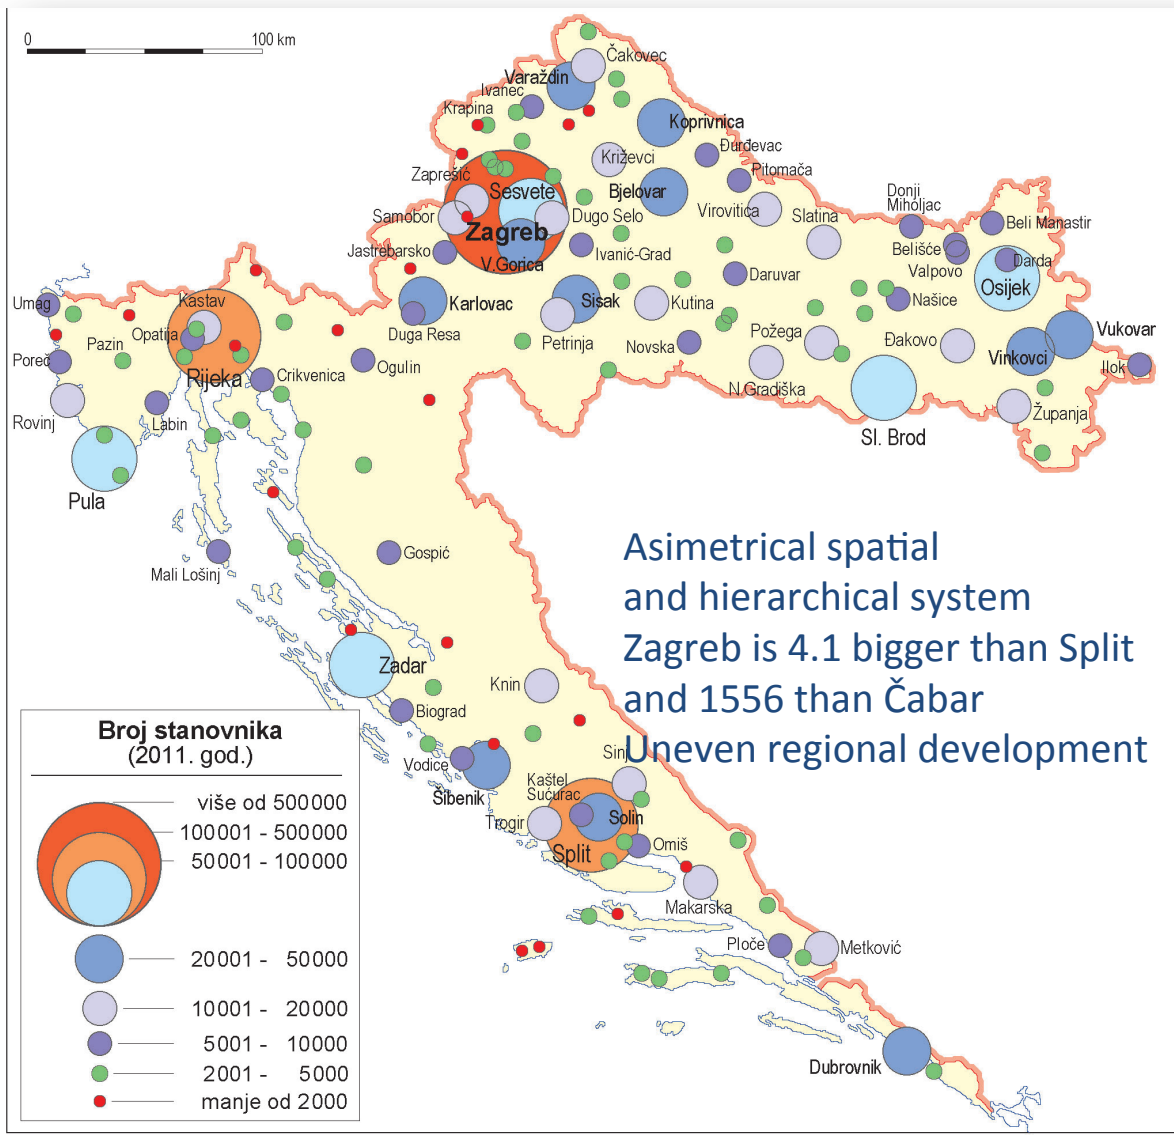 0
100 km
Čakovec
Varaždin
Ivanec
Krapina
Koprivnica
Đurđevac
Križevci
Pitomača
Zaprešić
Sesvete
Bjelovar
Donji
Miholjac
Virovitica
Slatina
Beli Manastir
Samobor
Dugo Selo
Zagreb
Jastrebarsko
Ivanić-Grad
Belišće
Valpovo
Darda
V.Gorica
Daruvar
Osijek
Umag
Kastav
Karlovac
Sisak
Kutina
Našice
Opatija
Duga Resa
Petrinja
Požega
Đakovo
Vukovar
Pazin
Novska
Vinkovci
Poreč
Ogulin
Ilok
Rijeka
Crikvenica
N.Gradiška
Rovinj
Labin
Županja
Sl. Brod
Pula
Gospić
Mali Lošinj
Asimetrical spatial
and hierarchical system
Zagreb is 4.1 bigger than Split
and 1556 than Čabar
Uneven regional development
Zadar
Knin
Biograd
Sinj
Vodice
Kaštel
Sućurac
Šibenik
Trogir
Solin
Split
Omiš
Makarska
Ploče
Metković
Dubrovnik
Broj stanovnika
(2011. god.)
više od 500000
100001 - 500000
50001 - 100000
20001 - 50000
10001 - 20000
5001 - 10000
2001 - 5000
manje od 2000